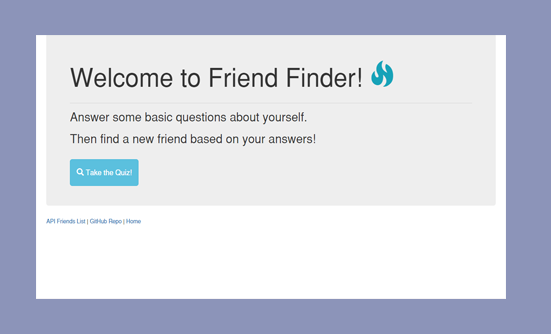 Welcome to Friend Finder!
Answer some basic questions about yourself.
Then find a new friend based on your answers!
Take the Quiz!
API Friends List | GitHub Repo | Home